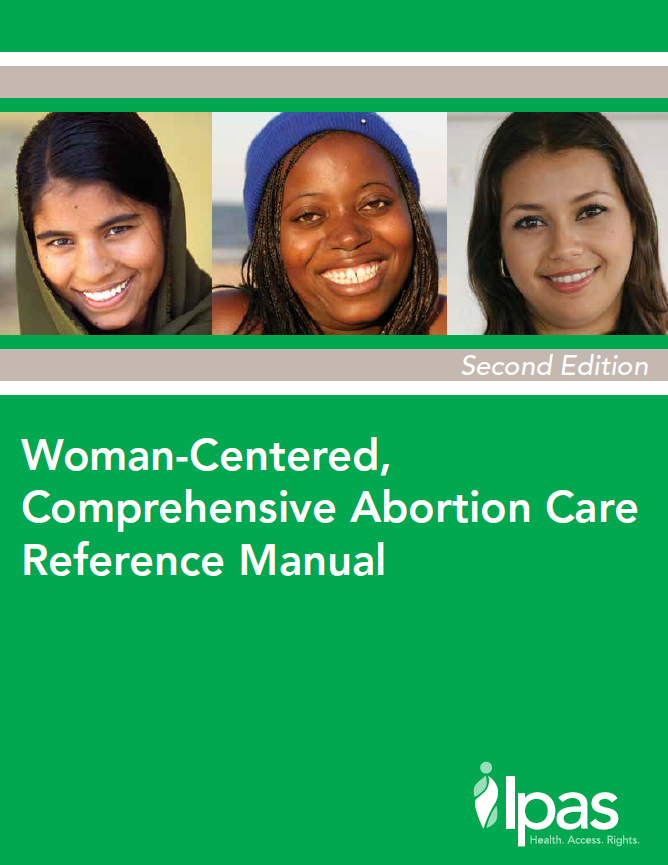 Second Edition
Woman-Centered,
Comprehensive Abortion Care
Reference Manual
Ipas
Health. Access. Rights.